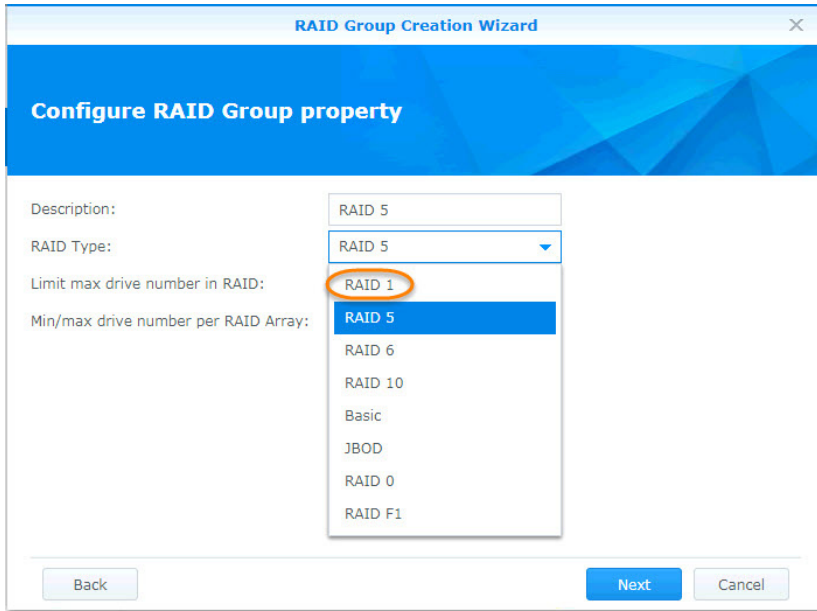 RAID Group Creation Wizard
Configure RAID Group property
Description:
RAID 5
RAID Type:
RAID 5
Limit max drive number in RAID:
RAID 1
RAID 5
Min/max drive number per RAID Array:
RAID 6
RAID 10
Basic
JBOD
RAID 0
RAID F1
Back
Next
Cancel